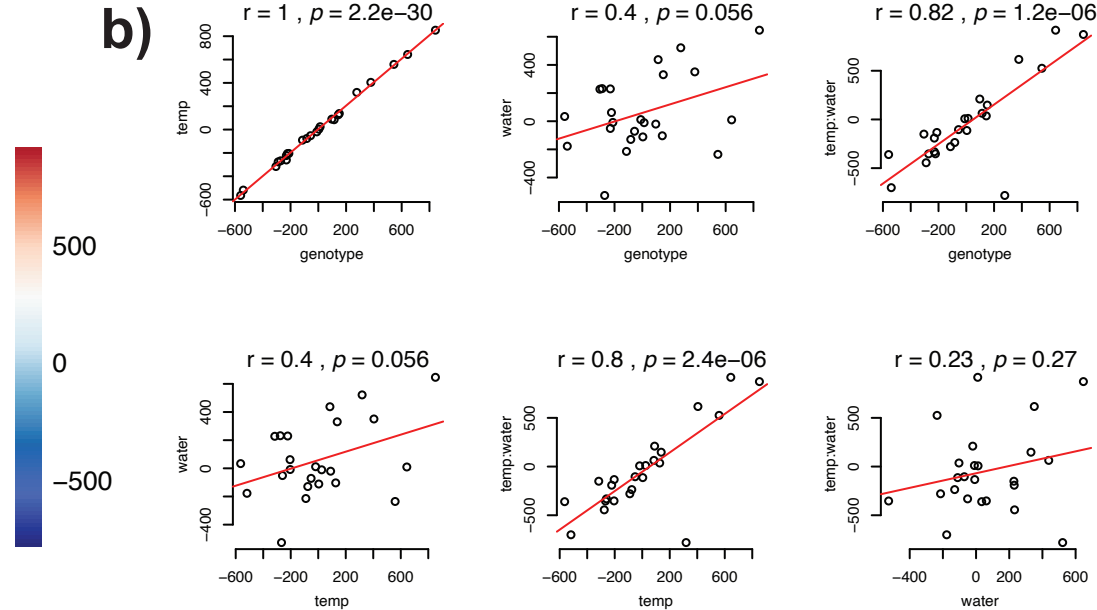 b)
500
0
−500
r = 1 , p = 2.2e−30
temp
−600
0
400
800
−600
−200
200
600
genotype
r = 0.4 , p = 0.056
water
−400
0
400
−600
−200
200
600
genotype
r = 0.82 , p = 1.2e−06
temp:water
−500
500
−600
−200
200
600
genotype
r = 0.4 , p = 0.056
water
−400
0
400
−600
−200
200
600
temp
r = 0.8 , p = 2.4e−06
temp:water
−500
500
−600
−200
200
600
temp
r = 0.23 , p = 0.27
temp:water
−500
500
−400
0
200
600
water